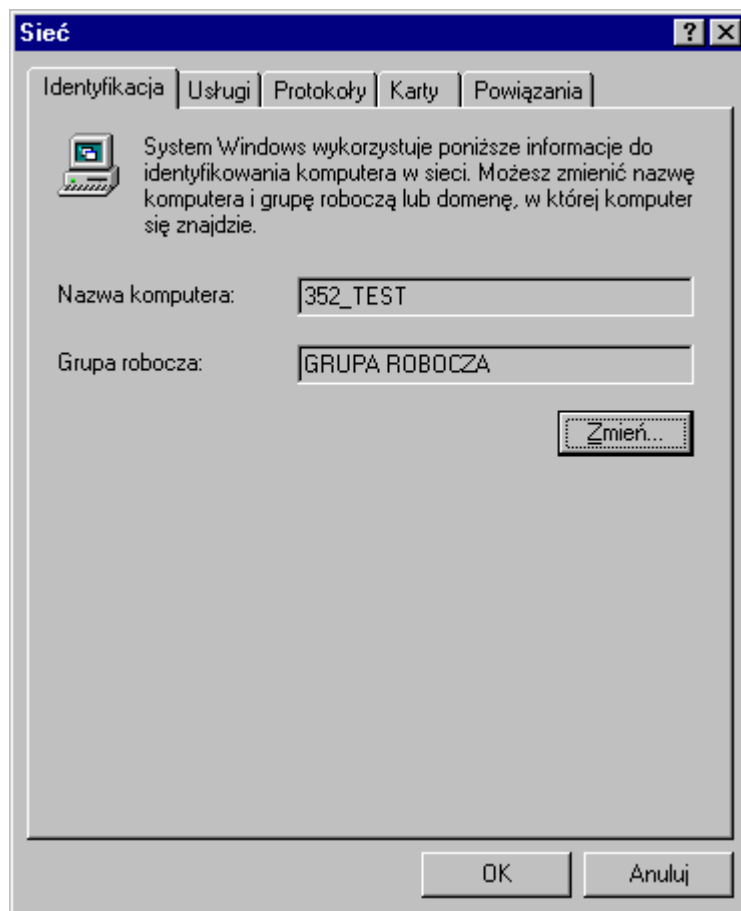 Sieć
Identyfikacja Usługi Protokoły Karty Powiązania
System Windows wykorzystuje poniższe informacje do
identyfikowania komputera w sieci. Możesz zmienić nazwę
komputera i grupę roboczą lub domenę, w której komputer
się znajdzie.
Nazwa komputera: 352_TEST
Grupa robocza: GRUPA ROBOCZA
Zmień...
OK Anuluj